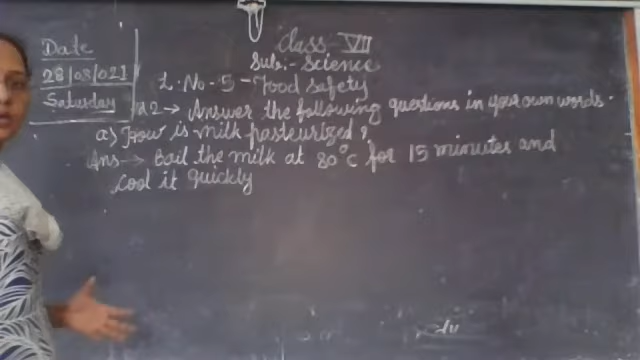 Date
28/08/021
Saturday
Class VII
Sub:- Science
L. No - 5 - Food Safety
Q2 → Answer the following questions in your own words.
a) How is milk pasteurized?
Ans → Boil the milk at 80°C for 15 minutes and
cool it quickly